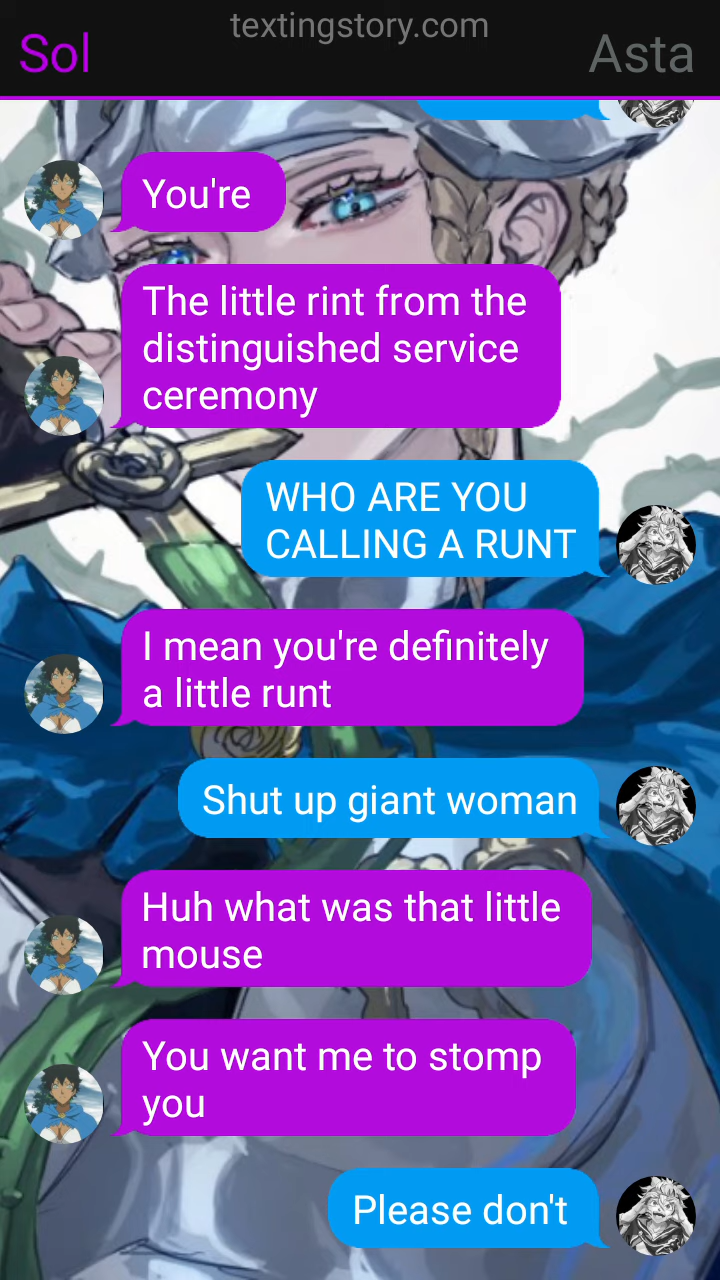 textingstory.com
Sol
Asta
You're
The little rint from the
distinguished service
ceremony
WHO ARE YOU
CALLING A RUNT
I mean you're definitely
a little runt
Shut up giant woman
Huh what was that little
mouse
You want me to stomp
you
Please don't